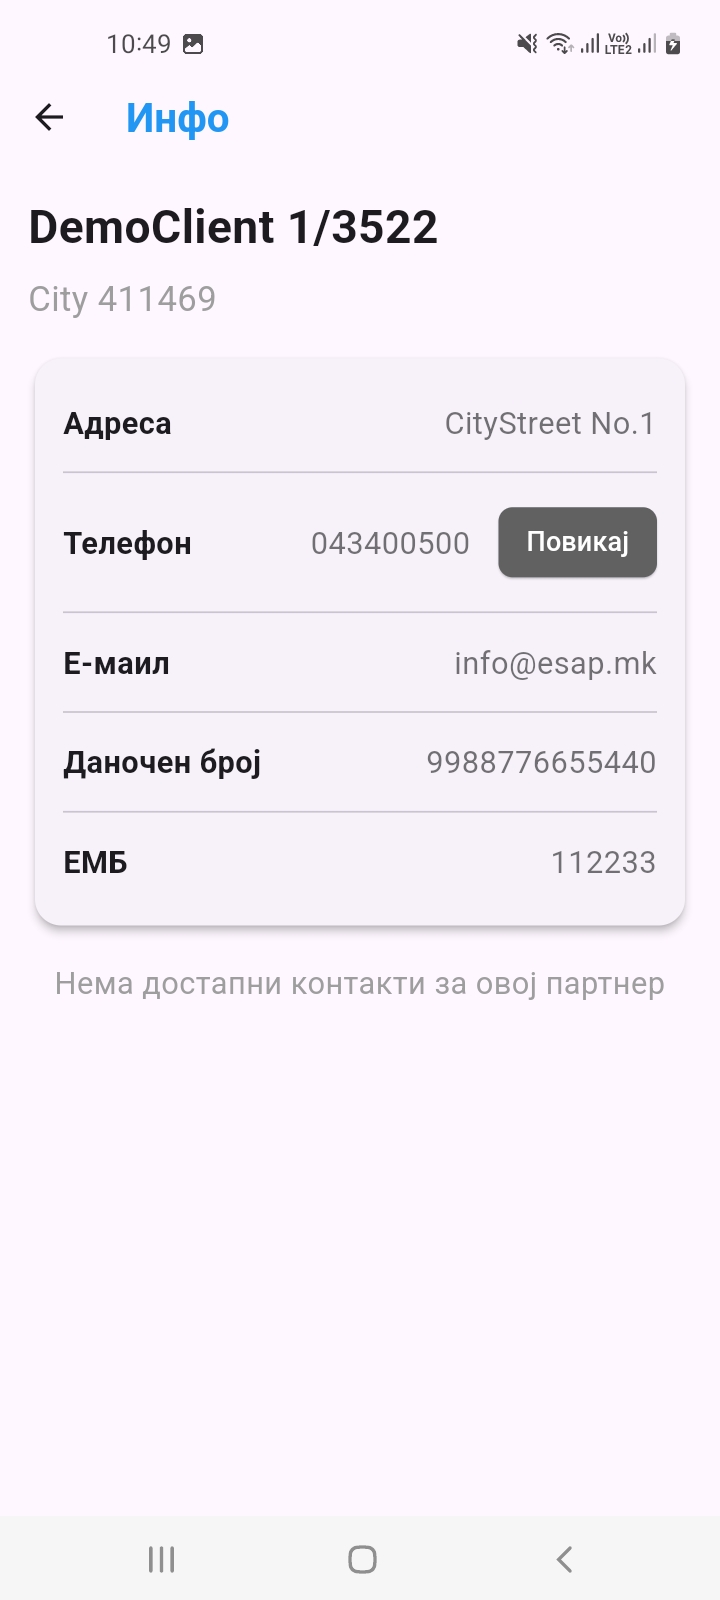 10:49
Vo)) LTE2
Инфо
DemoClient 1/3522
City 411469
Адреса CityStreet No.1
Телефон 043400500 Повикај
Е-маил info@esap.mk
Даночен број 9988776655440
ЕМБ 112233
Нема достапни контакти за овој партнер